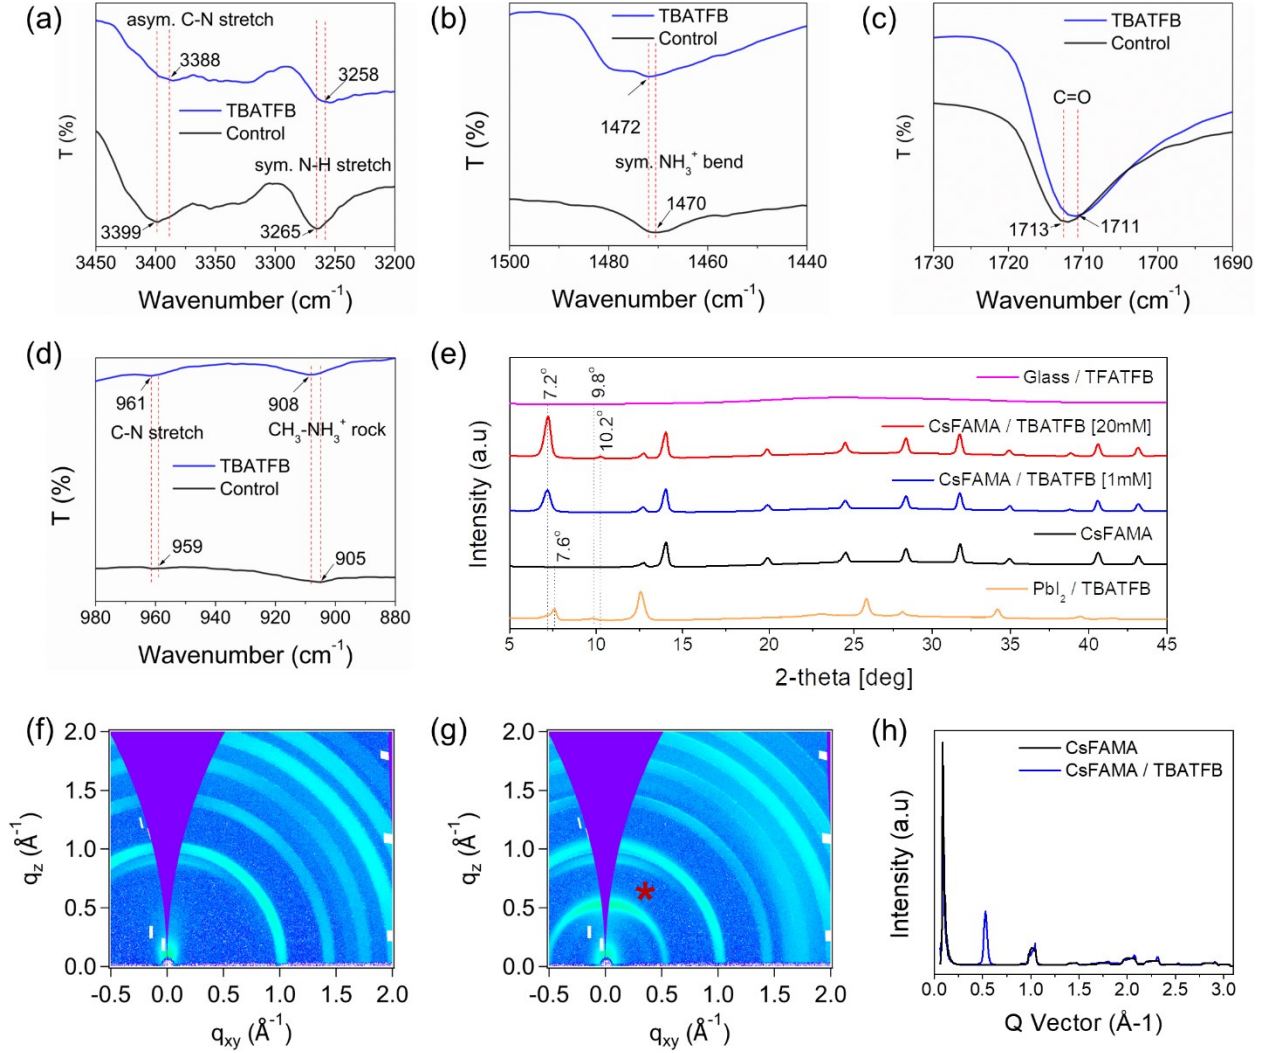 (a)
asym. C-N stretch
3388
3258
TBATFB
Control
sym. N-H stretch
3399
3265
T (%)
3450 3400 3350 3300 3250 3200
Wavenumber (cm⁻¹)
(b)
TBATFB
Control
1472
sym. NH₃⁺ bend
1470
T (%)
1500 1480 1460 1440
Wavenumber (cm⁻¹)
(c)
TBATFB
Control
C=O
1713
1711
T (%)
1730 1720 1710 1700 1690
Wavenumber (cm⁻¹)
(d)
961
908
C-N stretch
CH₃-NH₃⁺ rock
TBATFB
Control
959
905
T (%)
980 960 940 920 900 880
Wavenumber (cm⁻¹)
(e)
7.2°
9.8°
10.2°
7.6°
Glass / TFATFB
CsFAMA / TBATFB [20mM]
CsFAMA / TBATFB [1mM]
CsFAMA
PbI₂ / TBATFB
Intensity (a.u)
5 10 15 20 25 30 35 40 45
2-theta [deg]
(f)
2.0
1.5
1.0
0.5
0.0
q_z (Å⁻¹)
-0.5 0.0 0.5 1.0 1.5 2.0
q_xy (Å⁻¹)
(g)
2.0
1.5
1.0
0.5
0.0
*
q_z (Å⁻¹)
-0.5 0.0 0.5 1.0 1.5 2.0
q_xy (Å⁻¹)
(h)
CsFAMA
CsFAMA / TBATFB
Intensity (a.u)
0.0 0.5 1.0 1.5 2.0 2.5 3.0
Q Vector (Å-1)